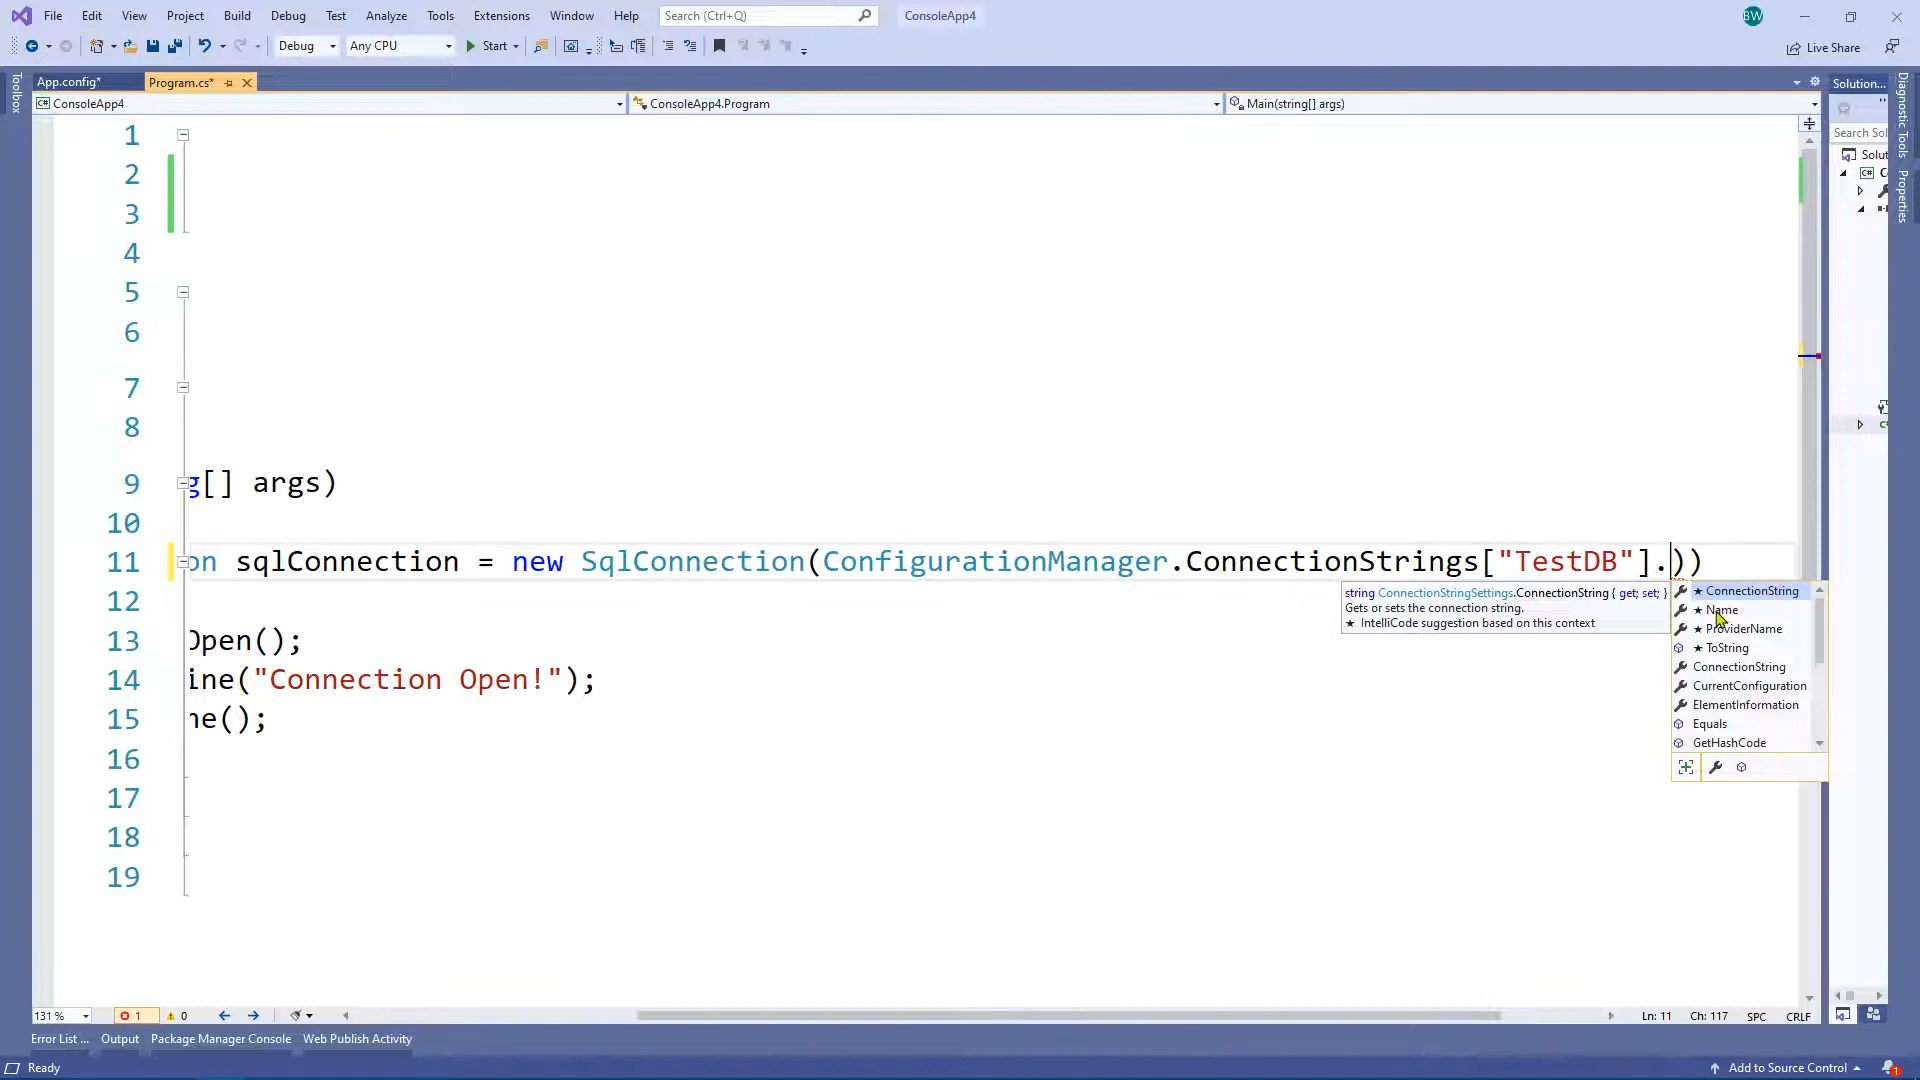 File Edit View Project Build Debug Test Analyze Tools Extensions Window Help Search (Ctrl+Q) ConsoleApp4 BW
Debug Any CPU Start Live Share
Toolbox
App.config* Program.cs* Solution...
ConsoleApp4 ConsoleApp4.Program Main(string[] args)
Search Sol
Solut
Diagnostic Tools
Properties
1
2
3
4
5
6
7
8
9 g[] args)
10
11 on sqlConnection = new SqlConnection(ConfigurationManager.ConnectionStrings["TestDB"].))
string ConnectionStringSettings.ConnectionString { get; set; }
Gets or sets the connection string.
★ IntelliCode suggestion based on this context
★ ConnectionString
★ Name
★ ProviderName
★ ToString
ConnectionString
CurrentConfiguration
ElementInformation
Equals
GetHashCode
12
13 Open();
14 ine("Connection Open!");
15 ne();
16
17
18
19
131 % 1 0 Ln: 11 Ch: 117 SPC CRLF
Error List ... Output Package Manager Console Web Publish Activity
Ready Add to Source Control 1